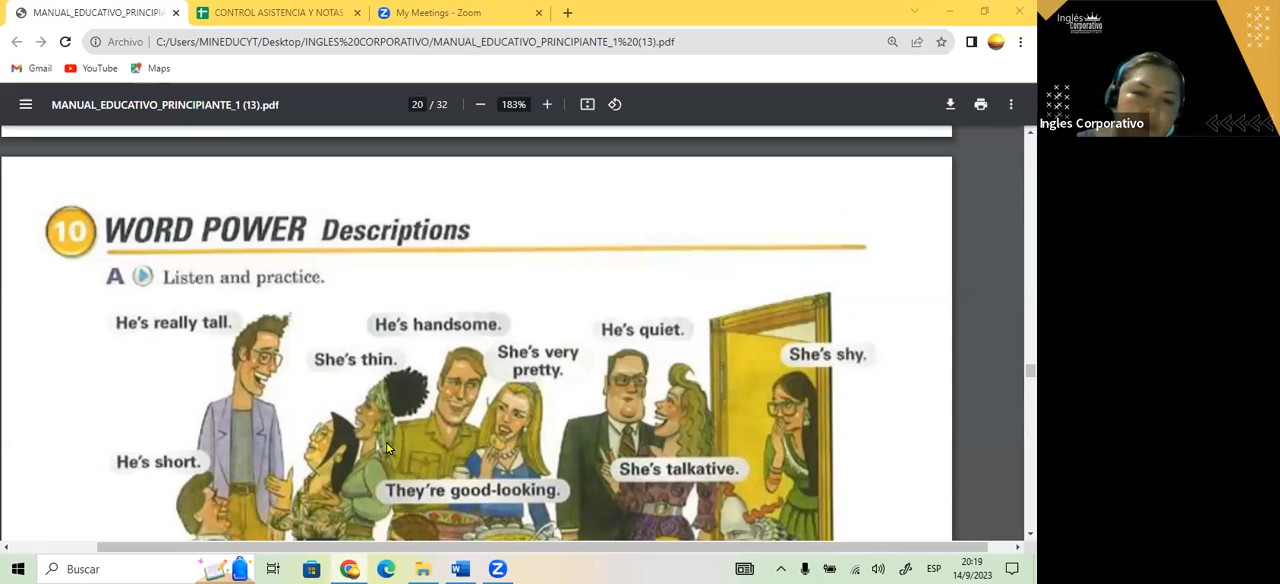 MANUAL_EDUCATIVO_PRINCIPIA
CONTROL ASISTENCIA Y NOTAS
My Meetings - Zoom
Archivo
C:/Users/MINEDUCYT/Desktop/INGLES%20CORPORATIVO/MANUAL_EDUCATIVO_PRINCIPIANTE_1%20(13).pdf
Gmail
YouTube
Maps
MANUAL_EDUCATIVO_PRINCIPIANTE_1 (13).pdf
20 / 32
183%
Inglés
Corporativo
Ingles Corporativo
10 WORD POWER Descriptions
A Listen and practice.
He's really tall.
He's handsome.
He's quiet.
She's thin.
She's very
pretty.
She's shy.
He's short.
She's talkative.
They're good-looking.
Buscar
ESP
20:19
14/9/2023